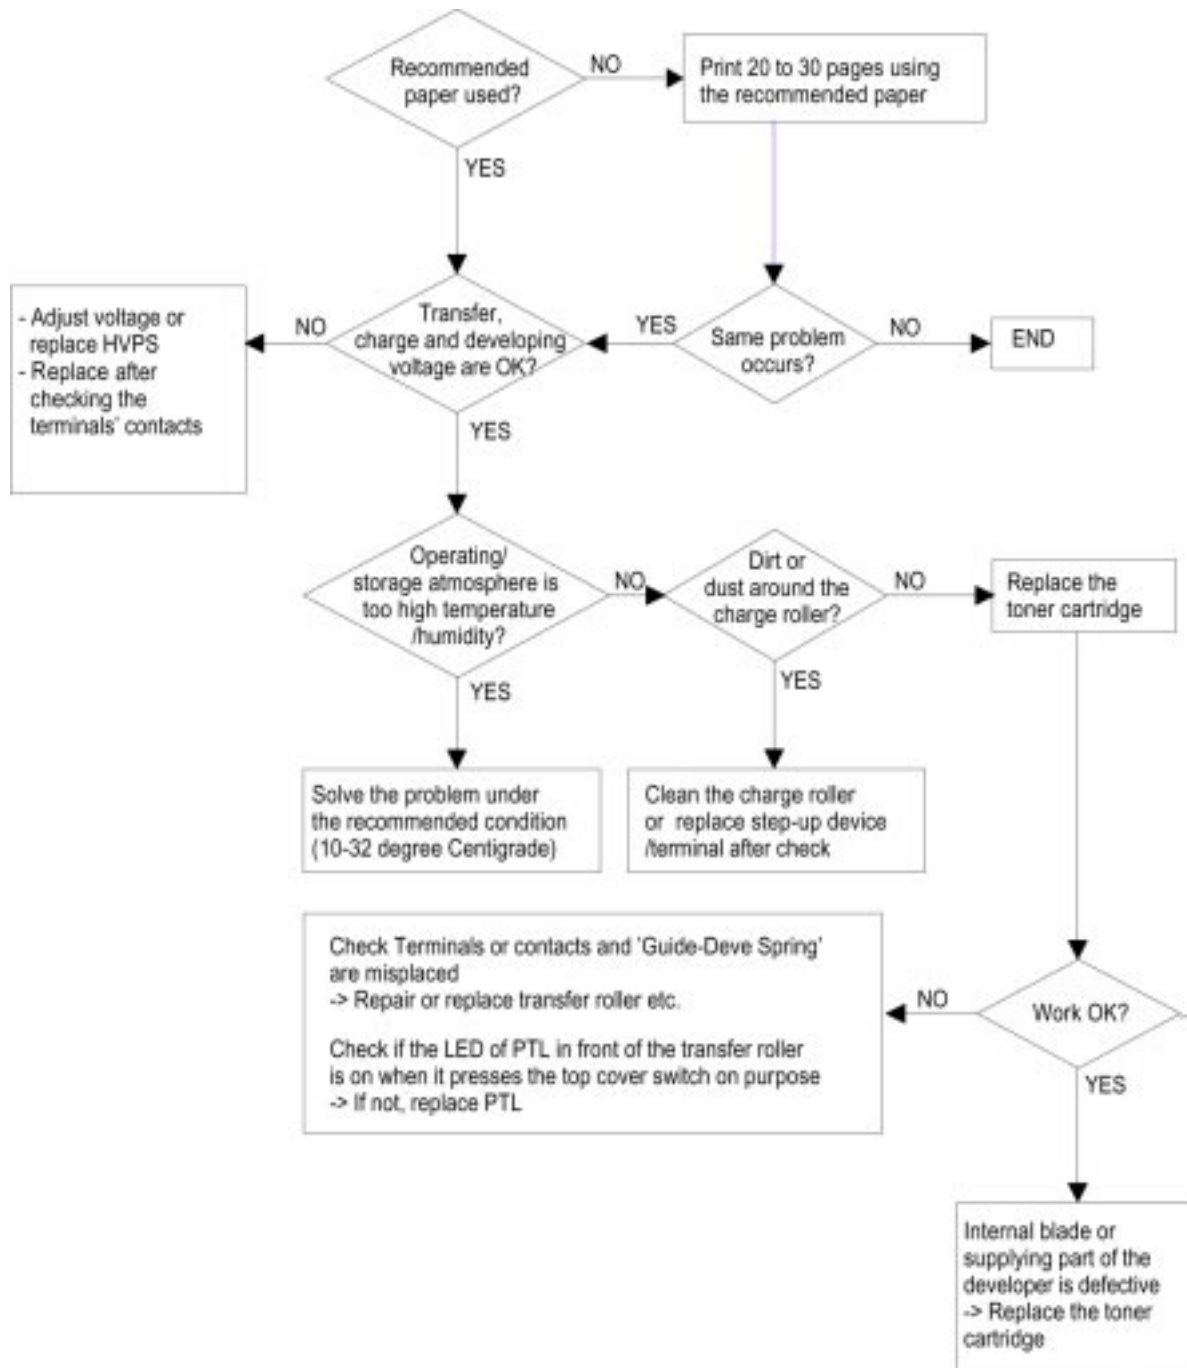 Recommended
paper used?
NO
Print 20 to 30 pages using
the recommended paper
YES
- Adjust voltage or
replace HVPS
- Replace after
checking the
terminals' contacts
NO
Transfer,
charge and developing
voltage are OK?
YES
Same problem
occurs?
NO
END
YES
Operating/
storage atmosphere is
too high temperature
/humidity?
NO
Dirt or
dust around the
charge roller?
NO
Replace the
toner cartridge
YES
YES
Solve the problem under
the recommended condition
(10-32 degree Centigrade)
Clean the charge roller
or replace step-up device
/terminal after check
Check Terminals or contacts and 'Guide-Deve Spring'
are misplaced
-> Repair or replace transfer roller etc.
Check if the LED of PTL in front of the transfer roller
is on when it presses the top cover switch on purpose
-> If not, replace PTL
NO
Work OK?
YES
Internal blade or
supplying part of the
developer is defective
-> Replace the toner
cartridge